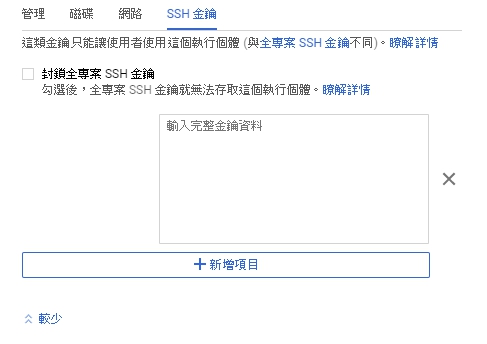 管理 磁碟 網路 SSH 金鑰
這類金鑰只能讓使用者使用這個執行個體 (與全專案 SSH 金鑰不同)。瞭解詳情
封鎖全專案 SSH 金鑰
勾選後，全專案 SSH 金鑰就無法存取這個執行個體。瞭解詳情
輸入完整金鑰資料
新增項目
較少